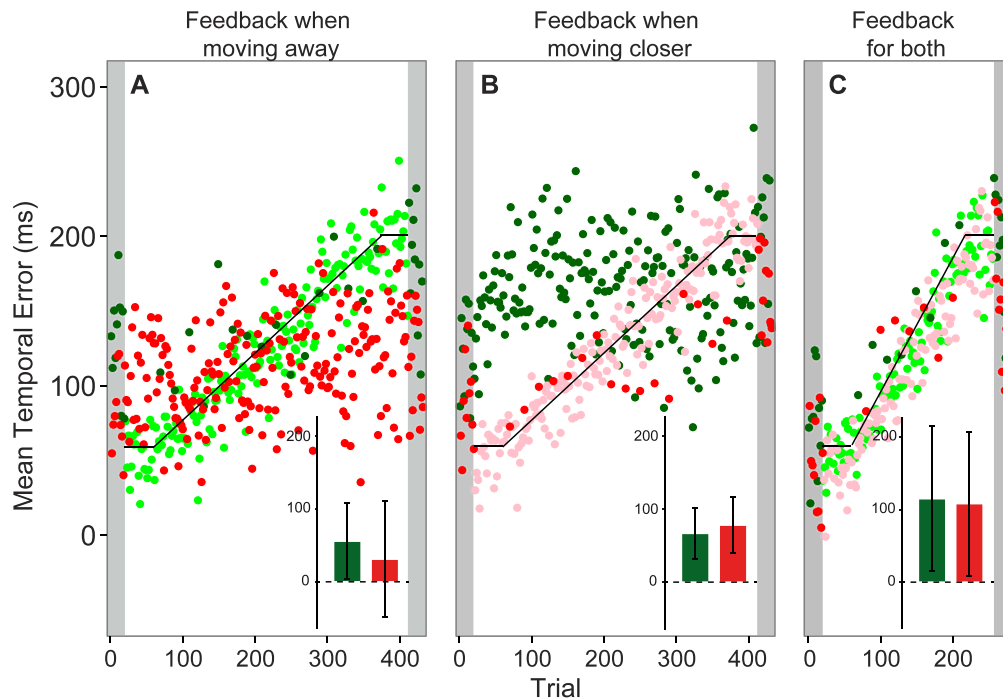 Feedback when
moving away
Feedback when
moving closer
Feedback
for both
A
B
C
300
200
100
0
Mean Temporal Error (ms)
200
100
0
200
100
0
200
100
0
0 100 200 300 400
0 100 200 300 400
0 100 200
Trial